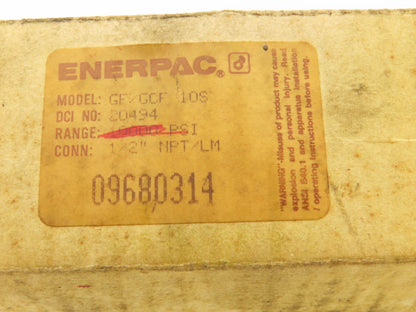 ENERPAC®
MODEL: GF/GCF 10S
DCI NO: 20494
RANGE: 10000 PSI
CONN: 1/2" NPT/LM
09680314
"WARNING"-Misuse of product may cause
explosion and personal injury. Read
ANSI B40.1 and apparatus installation
/ operating instructions before using.